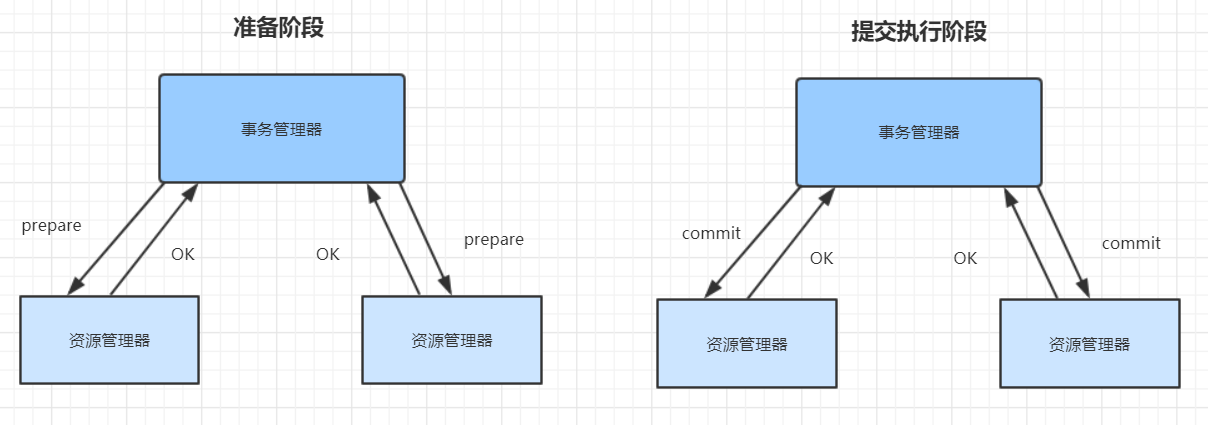 准备阶段
事务管理器
prepare
OK
OK
prepare
资源管理器
资源管理器
提交执行阶段
事务管理器
commit
OK
OK
commit
资源管理器
资源管理器